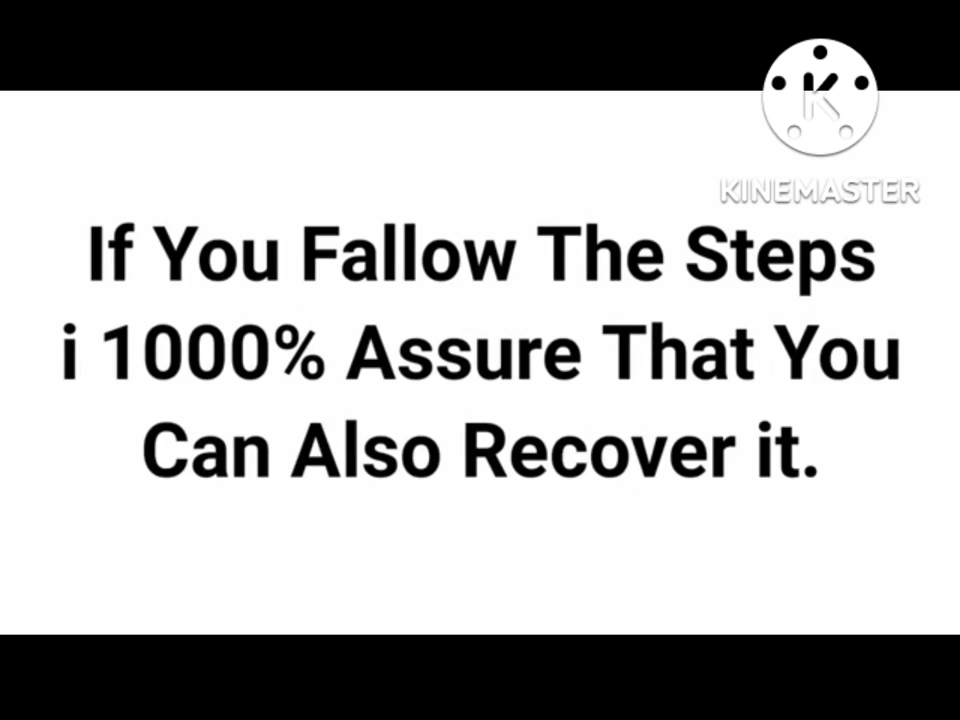 KINEMASTER
If You Fallow The Steps
i 1000% Assure That You
Can Also Recover it.